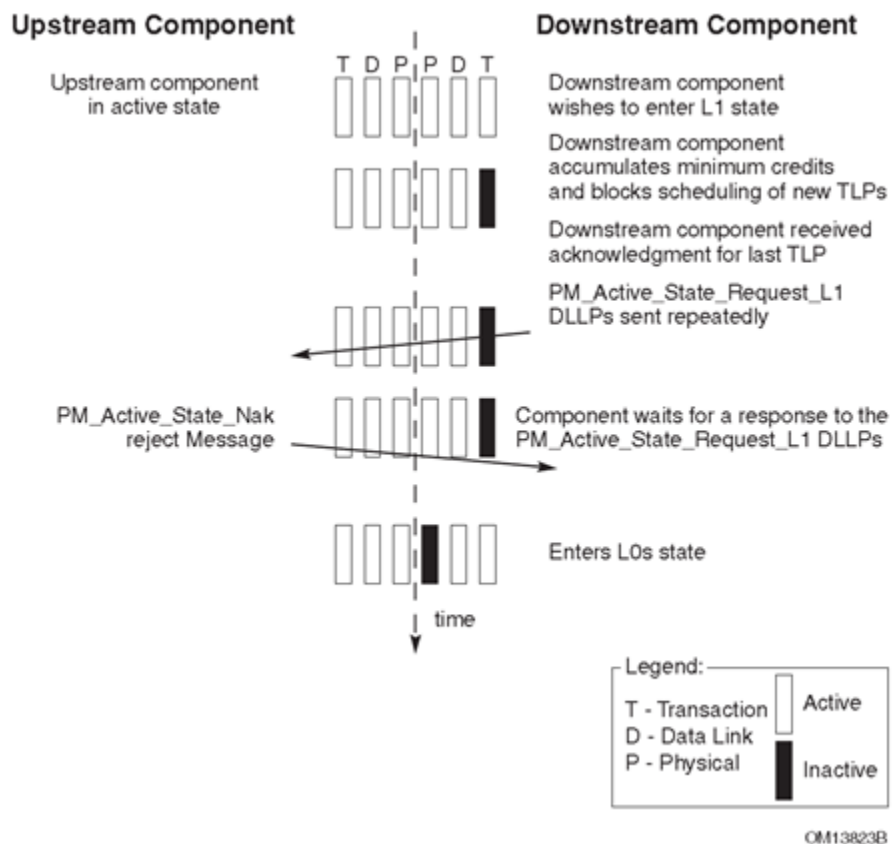 Upstream Component
Downstream Component
T D P P D T
Upstream component
in active state
Downstream component
wishes to enter L1 state
Downstream component
accumulates minimum credits
and blocks scheduling of new TLPs
Downstream component received
acknowledgment for last TLP
PM_Active_State_Request_L1
DLLPs sent repeatedly
PM_Active_State_Nak
reject Message
Component waits for a response to the
PM_Active_State_Request_L1 DLLPs
Enters L0s state
time
Legend:
T - Transaction
D - Data Link
P - Physical
Active
Inactive
OM13823B